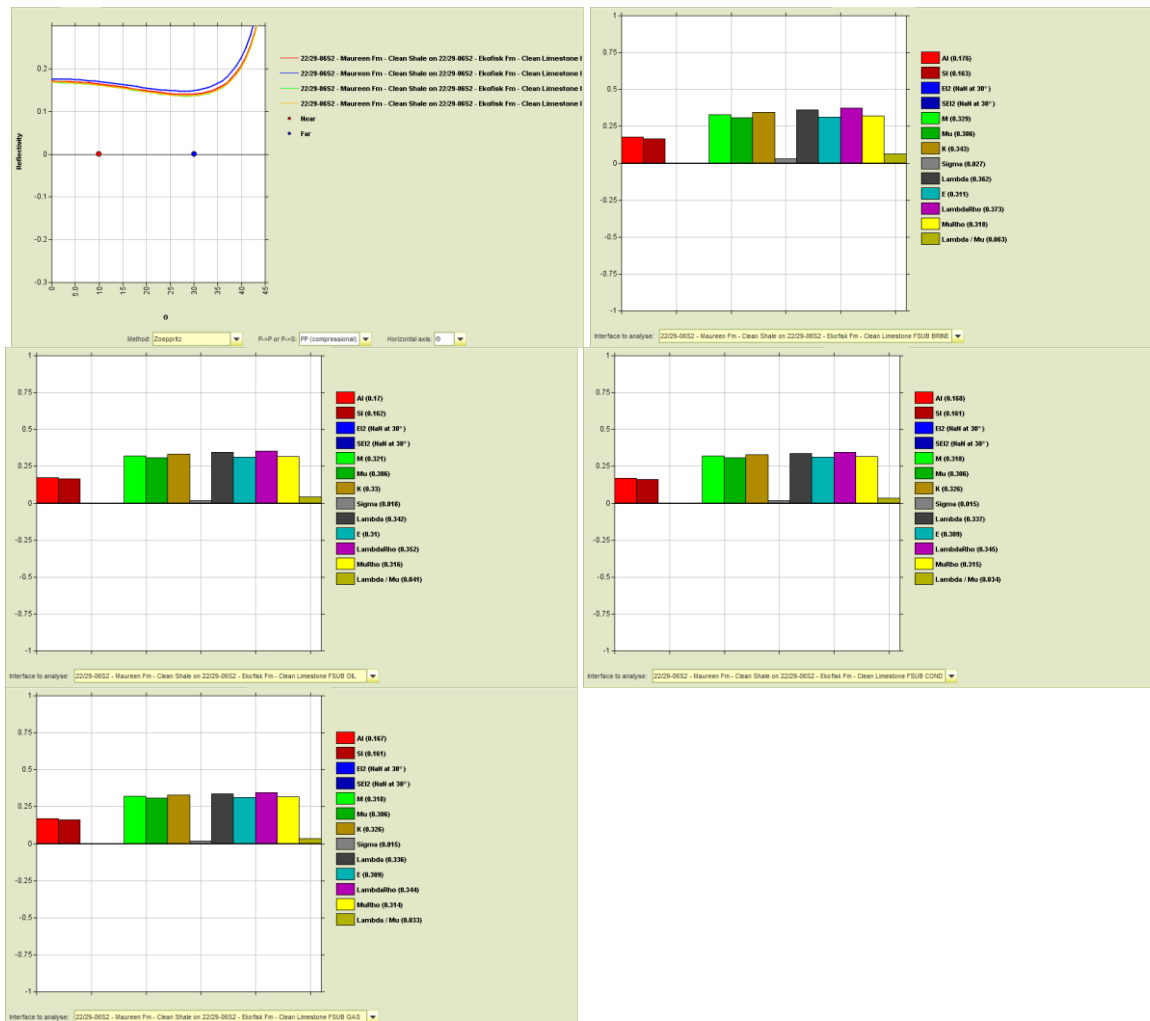 0.2
0.1
0
-0.1
-0.2
-0.3
Reflectivity
0
5.0
10
15
20
25
30
35
40
45
22/29-06S2 - Maureen Fm - Clean Shale on 22/29-06S2 - Ekofisk Fm - Clean Limestone I
22/29-06S2 - Maureen Fm - Clean Shale on 22/29-06S2 - Ekofisk Fm - Clean Limestone I
22/29-06S2 - Maureen Fm - Clean Shale on 22/29-06S2 - Ekofisk Fm - Clean Limestone I
22/29-06S2 - Maureen Fm - Clean Shale on 22/29-06S2 - Ekofisk Fm - Clean Limestone I
Near
Far
Method: Zoeppritz P->P or P->S: PP (compressional) Horizontal axis:
1
0.75
0.5
0.25
0
-0.25
-0.5
-0.75
-1
AI (0.176)
SI (0.163)
EI2 (NaN at 30°)
SEI2 (NaN at 30°)
M (0.329)
Mu (0.306)
K (0.343)
Sigma (0.027)
Lambda (0.362)
E (0.311)
LambdaRho (0.373)
MuRho (0.318)
Lambda / Mu (0.063)
Interface to analyse: 22/29-06S2 - Maureen Fm - Clean Shale on 22/29-06S2 - Ekofisk Fm - Clean Limestone FSUB BRINE
1
0.75
0.5
0.25
0
-0.25
-0.5
-0.75
-1
AI (0.17)
SI (0.162)
EI2 (NaN at 30°)
SEI2 (NaN at 30°)
M (0.321)
Mu (0.306)
K (0.33)
Sigma (0.018)
Lambda (0.342)
E (0.31)
LambdaRho (0.352)
MuRho (0.316)
Lambda / Mu (0.041)
Interface to analyse: 22/29-06S2 - Maureen Fm - Clean Shale on 22/29-06S2 - Ekofisk Fm - Clean Limestone FSUB OIL
1
0.75
0.5
0.25
0
-0.25
-0.5
-0.75
-1
AI (0.168)
SI (0.161)
EI2 (NaN at 30°)
SEI2 (NaN at 30°)
M (0.318)
Mu (0.306)
K (0.326)
Sigma (0.015)
Lambda (0.337)
E (0.309)
LambdaRho (0.345)
MuRho (0.315)
Lambda / Mu (0.034)
Interface to analyse: 22/29-06S2 - Maureen Fm - Clean Shale on 22/29-06S2 - Ekofisk Fm - Clean Limestone FSUB COND
1
0.75
0.5
0.25
0
-0.25
-0.5
-0.75
-1
AI (0.167)
SI (0.161)
EI2 (NaN at 30°)
SEI2 (NaN at 30°)
M (0.318)
Mu (0.306)
K (0.326)
Sigma (0.015)
Lambda (0.336)
E (0.309)
LambdaRho (0.344)
MuRho (0.314)
Lambda / Mu (0.033)
Interface to analyse: 22/29-06S2 - Maureen Fm - Clean Shale on 22/29-06S2 - Ekofisk Fm - Clean Limestone FSUB GAS